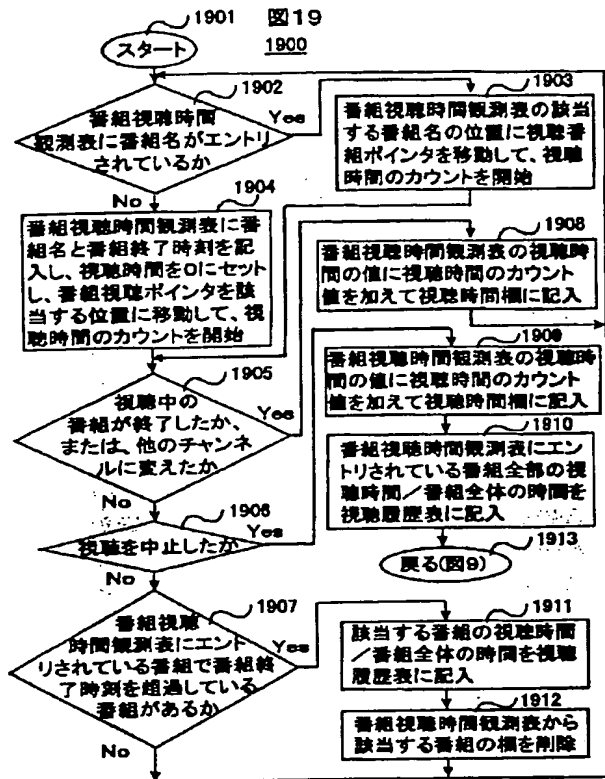 1901
図19
1900
スタート
1902
番組視聴時間
観測表に番組名がエントリ
されているか
Yes
No
1903
番組視聴時間観測表の該当
する番組名の位置に視聴番
組ポインタを移動して、視聴
時間のカウントを開始
1904
番組視聴時間観測表に番
組名と番組終了時刻を記
入し、視聴時間を0にセット
し、番組視聴ポインタを該
当する位置に移動して、視
聴時間のカウントを開始
1908
番組視聴時間観測表の視聴時
間の値に視聴時間のカウント
値を加えて視聴時間欄に記入
1905
視聴中の
番組が終了したか、
または、他のチャンネ
ルに変えたか
Yes
No
1909
番組視聴時間観測表の視聴時
間の値に視聴時間のカウント
値を加えて視聴時間欄に記入
1910
番組視聴時間観測表にエント
リされている番組全部の視
聴時間/番組全体の時間を
視聴履歴表に記入
1906
視聴を中止したか
Yes
No
1913
戻る(図9)
1907
番組視聴
時間観測表にエント
リされている番組で番組終
了時刻を超過している
番組があるか
Yes
No
1911
該当する番組の視聴時間
/番組全体の時間を視聴
履歴表に記入
1912
番組視聴時間観測表から
該当する番組の欄を削除